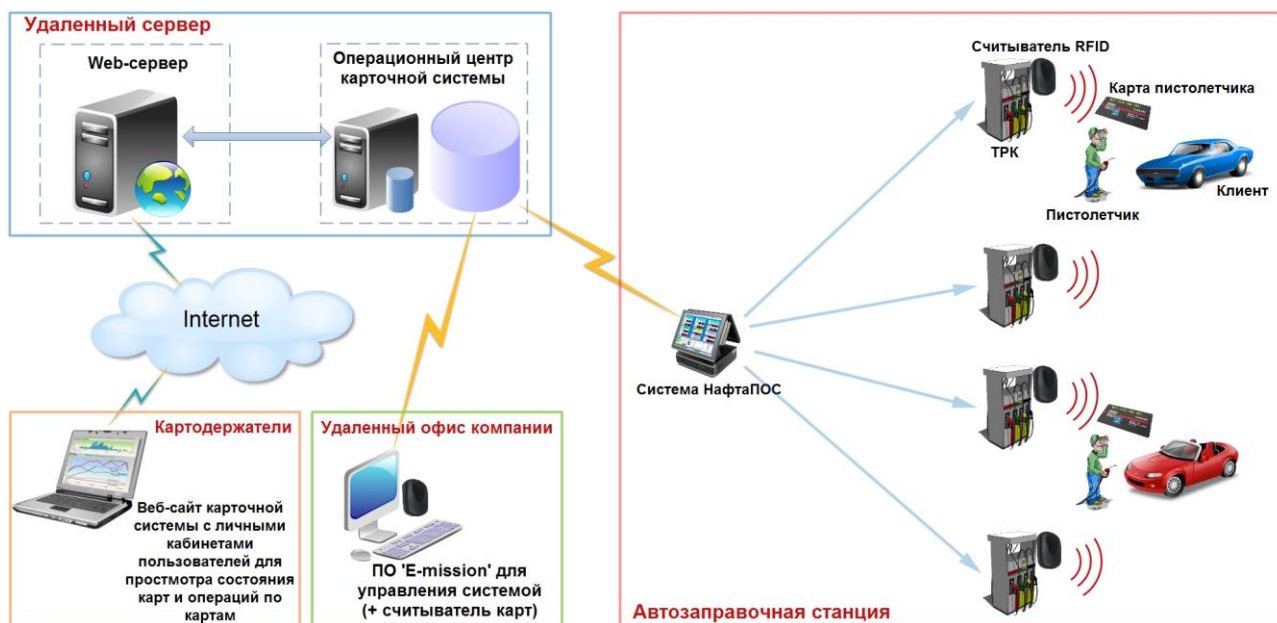 Удаленный сервер
Web-сервер
Операционный центр
карточной системы
Internet
Картодержатели
Веб-сайт карточной
системы с личными
кабинетами
пользователей для
простмотра состояния
карт и операций по
картам
Удаленный офис компании
ПО 'E-mission' для
управления системой
(+ считыватель карт)
Система НафтаПОС
Считыватель RFID
Карта пистолетчика
ТРК
Клиент
Пистолетчик
Автозаправочная станция